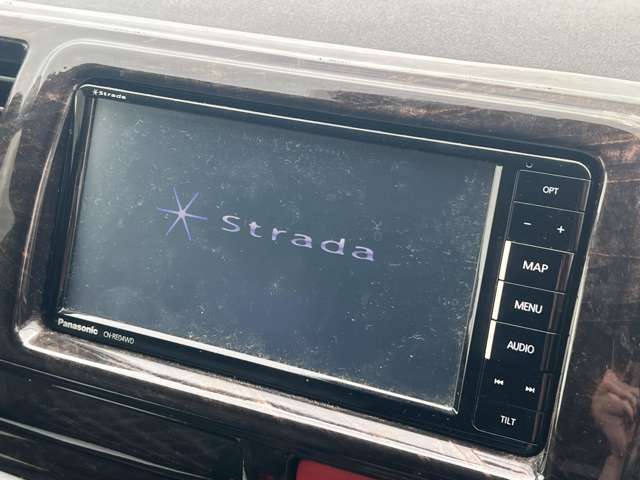 Strada
OPT
- +
MAP
Strada
MENU
AUDIO
Panasonic CN-RE04WD
TILT